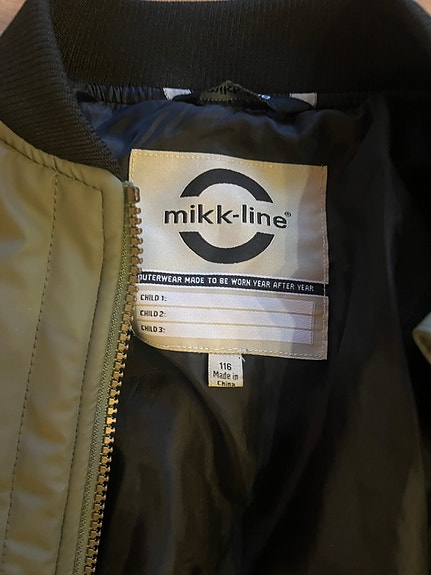 mikk-line®
OUTERWEAR MADE TO BE WORN YEAR AFTER YEAR
CHILD 1:
CHILD 2:
CHILD 3:
116
Made in
China